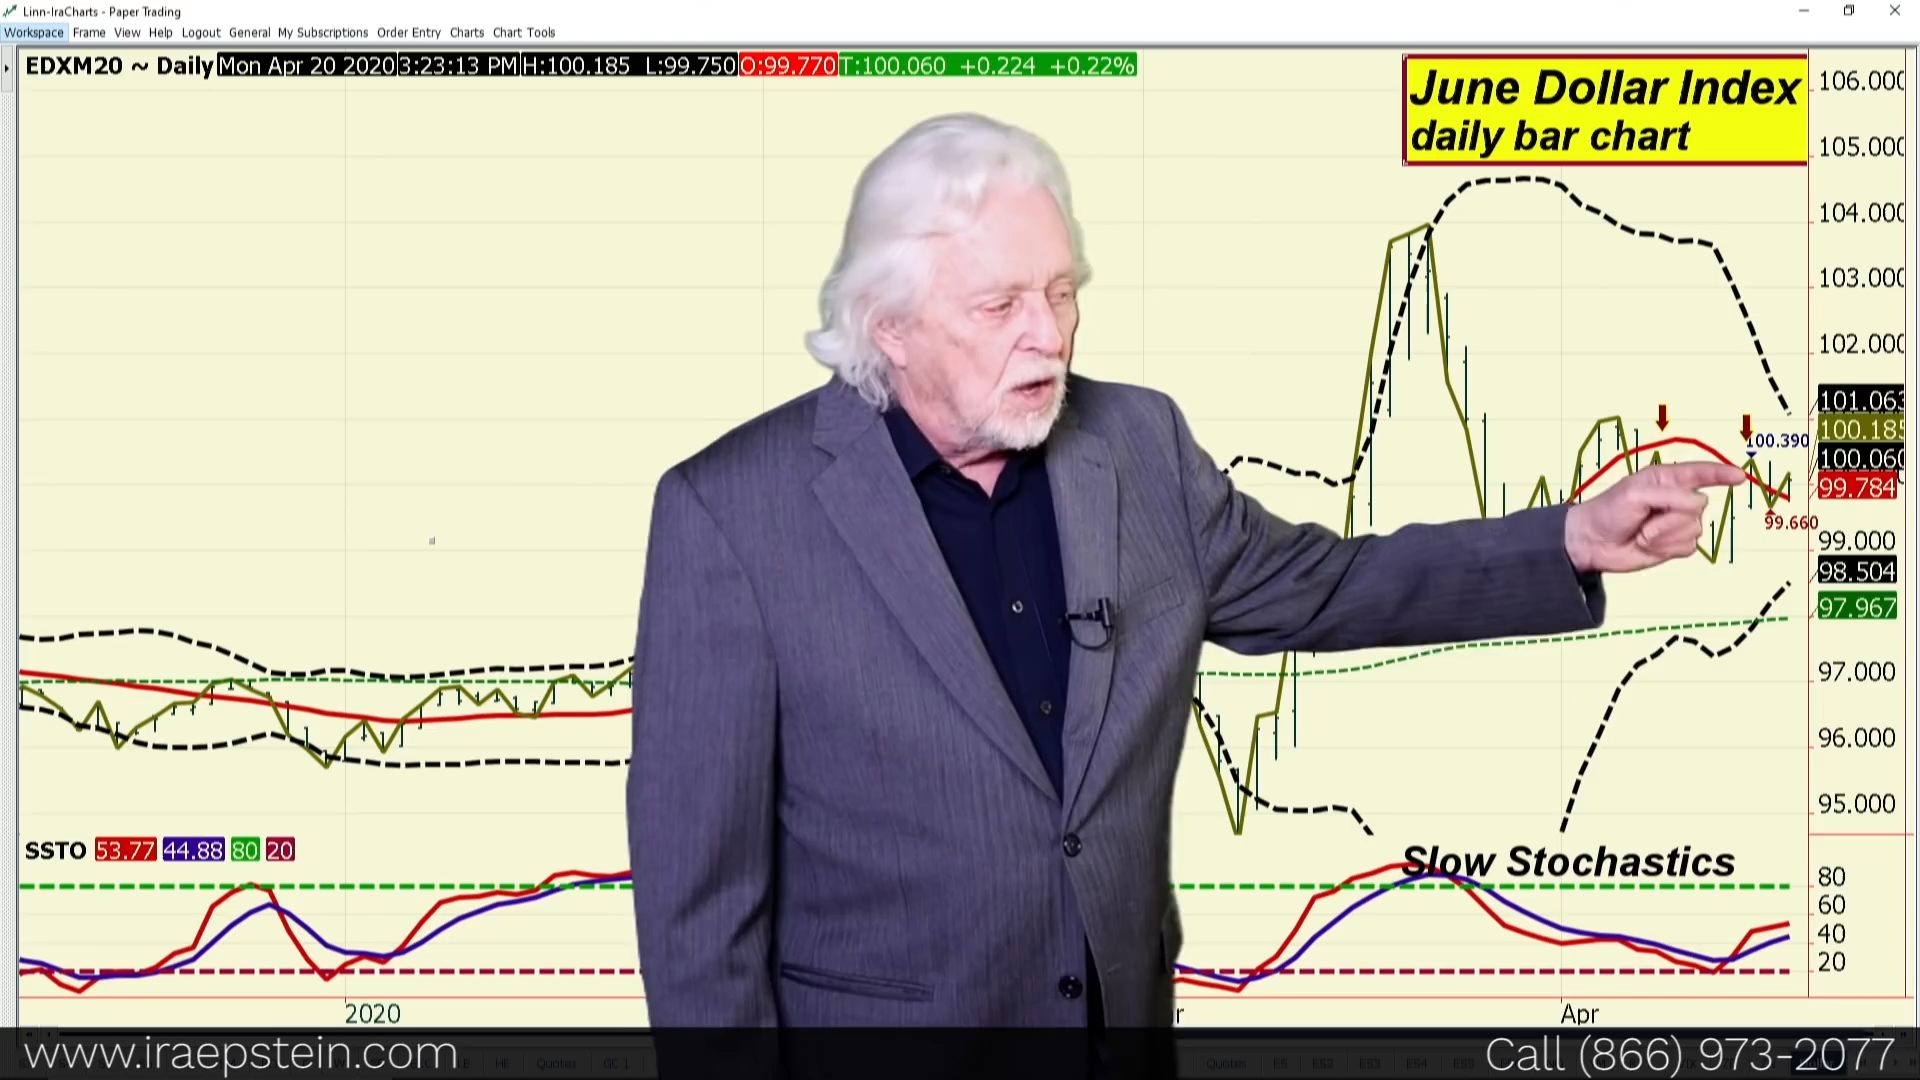 Linn-IraCharts - Paper Trading
Workspace Frame View Help Logout General My Subscriptions Order Entry Charts Chart Tools
EDXM20 ~ Daily Mon Apr 20 2020 3:23:13 PM H:100.185 L:99.750 O:99.770 T:100.060 +0.224 +0.22%
June Dollar Index
daily bar chart
106.000
105.000
104.000
103.000
102.000
101.063
100.185
100.390
100.060
99.784
99.660
99.000
98.504
97.967
97.000
96.000
95.000
SSTO 53.77 44.88 80 20
Slow Stochastics
80
60
40
20
2020
Apr
www.iraepstein.com
Call (866) 973-2077